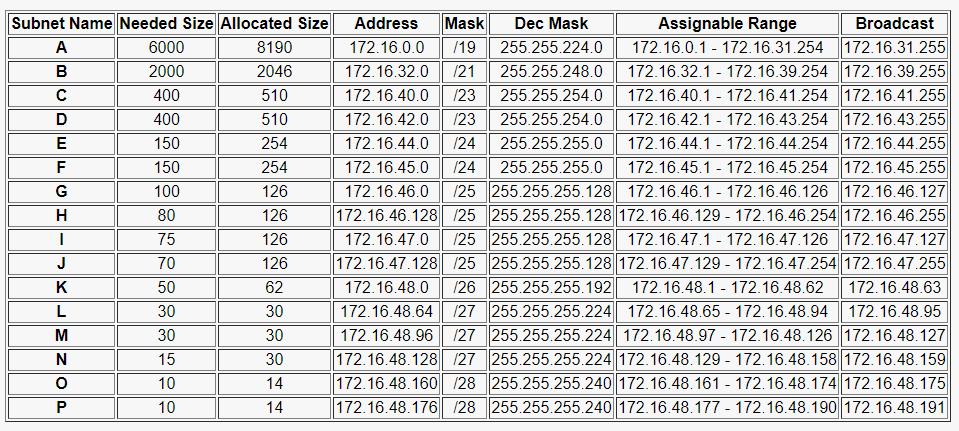 Subnet Name Needed Size Allocated Size Address Mask Dec Mask Assignable Range Broadcast
A 6000 8190 172.16.0.0 /19 255.255.224.0 172.16.0.1 - 172.16.31.254 172.16.31.255
B 2000 2046 172.16.32.0 /21 255.255.248.0 172.16.32.1 - 172.16.39.254 172.16.39.255
C 400 510 172.16.40.0 /23 255.255.254.0 172.16.40.1 - 172.16.41.254 172.16.41.255
D 400 510 172.16.42.0 /23 255.255.254.0 172.16.42.1 - 172.16.43.254 172.16.43.255
E 150 254 172.16.44.0 /24 255.255.255.0 172.16.44.1 - 172.16.44.254 172.16.44.255
F 150 254 172.16.45.0 /24 255.255.255.0 172.16.45.1 - 172.16.45.254 172.16.45.255
G 100 126 172.16.46.0 /25 255.255.255.128 172.16.46.1 - 172.16.46.126 172.16.46.127
H 80 126 172.16.46.128 /25 255.255.255.128 172.16.46.129 - 172.16.46.254 172.16.46.255
I 75 126 172.16.47.0 /25 255.255.255.128 172.16.47.1 - 172.16.47.126 172.16.47.127
J 70 126 172.16.47.128 /25 255.255.255.128 172.16.47.129 - 172.16.47.254 172.16.47.255
K 50 62 172.16.48.0 /26 255.255.255.192 172.16.48.1 - 172.16.48.62 172.16.48.63
L 30 30 172.16.48.64 /27 255.255.255.224 172.16.48.65 - 172.16.48.94 172.16.48.95
M 30 30 172.16.48.96 /27 255.255.255.224 172.16.48.97 - 172.16.48.126 172.16.48.127
N 15 30 172.16.48.128 /27 255.255.255.224 172.16.48.129 - 172.16.48.158 172.16.48.159
O 10 14 172.16.48.160 /28 255.255.255.240 172.16.48.161 - 172.16.48.174 172.16.48.175
P 10 14 172.16.48.176 /28 255.255.255.240 172.16.48.177 - 172.16.48.190 172.16.48.191